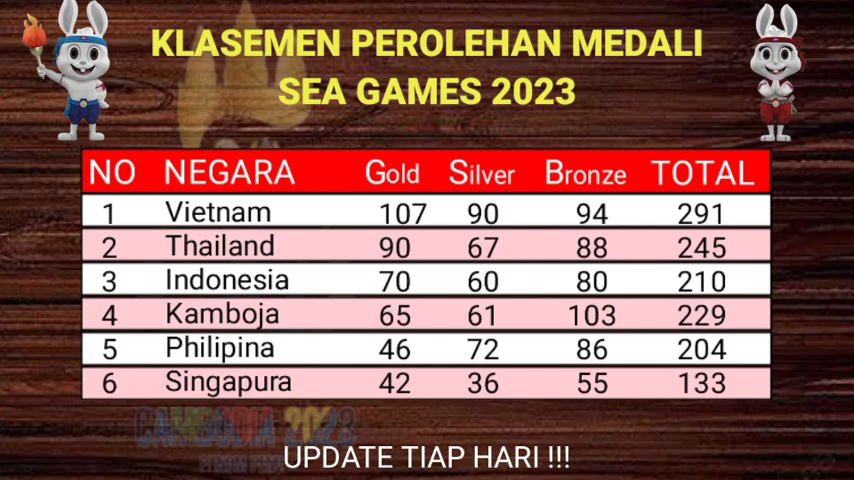 KLASEMEN PEROLEHAN MEDALI
SEA GAMES 2023
NO NEGARA Gold Silver Bronze TOTAL
1 Vietnam 107 90 94 291
2 Thailand 90 67 88 245
3 Indonesia 70 60 80 210
4 Kamboja 65 61 103 229
5 Philipina 46 72 86 204
6 Singapura 42 36 55 133
CAMBODIA 2023
UPDATE TIAP HARI !!!